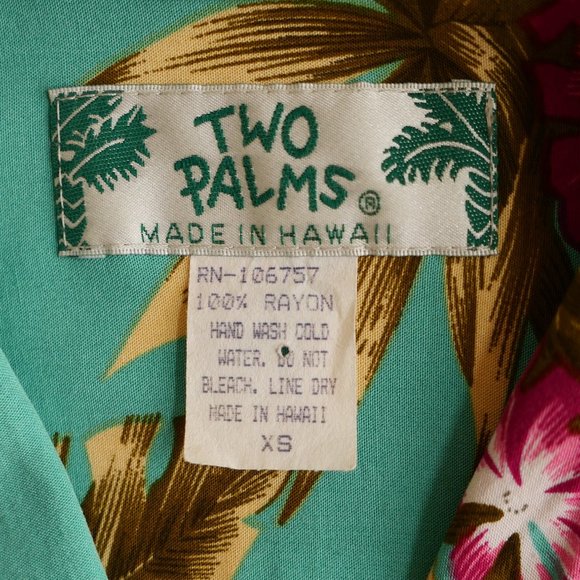 TWO
PALMS®
MADE IN HAWAII
RN-106757
100% RAYON
HAND WASH COLD
WATER. DO NOT
BLEACH. LINE DRY
MADE IN HAWAII
XS